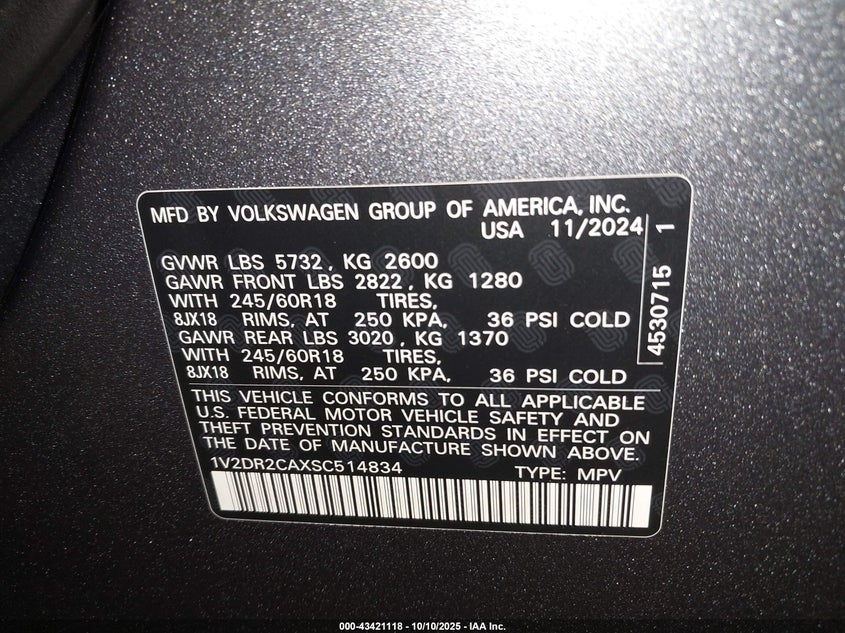 MFD BY VOLKSWAGEN GROUP OF AMERICA, INC.
USA 11/2024
GVWR LBS 5732, KG 2600
GAWR FRONT LBS 2822, KG 1280
WITH 245/60R18 TIRES,
8JX18 RIMS, AT 250 KPA, 36 PSI COLD
GAWR REAR LBS 3020, KG 1370
WITH 245/60R18 TIRES,
8JX18 RIMS, AT 250 KPA, 36 PSI COLD
4530715 1
THIS VEHICLE CONFORMS TO ALL APPLICABLE
U.S. FEDERAL MOTOR VEHICLE SAFETY AND
THEFT PREVENTION STANDARDS IN EFFECT ON
THE DATE OF MANUFACTURE SHOWN ABOVE.
1V2DR2CAXSC514834 TYPE: MPV
000-43421118 - 10/10/2025 - IAA Inc.